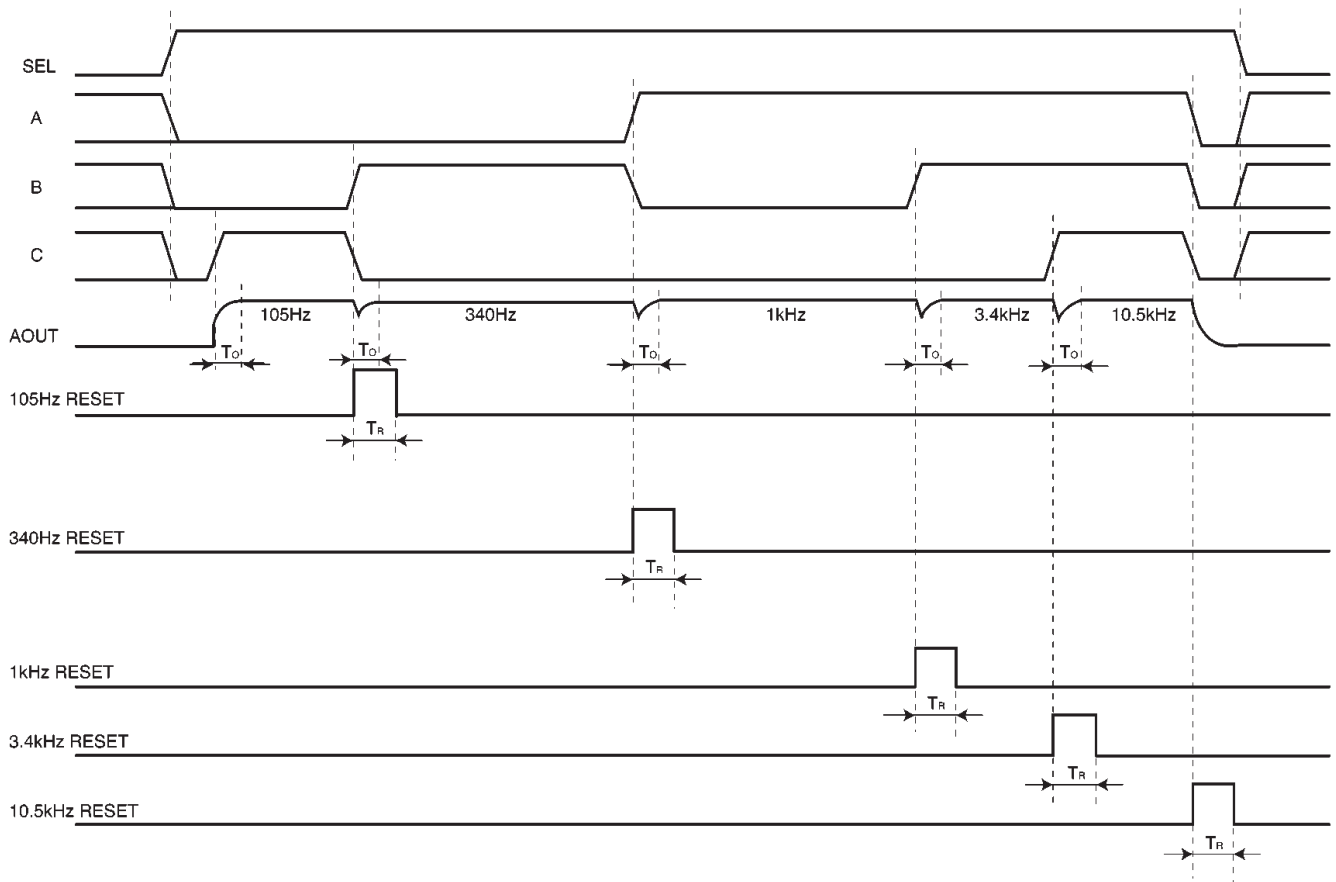 SEL
A
B
C
AOUT
105Hz
340Hz
1kHz
3.4kHz
10.5kHz
To
To
To
To
To
105Hz RESET
TR
340Hz RESET
TR
1kHz RESET
TR
3.4kHz RESET
TR
10.5kHz RESET
TR